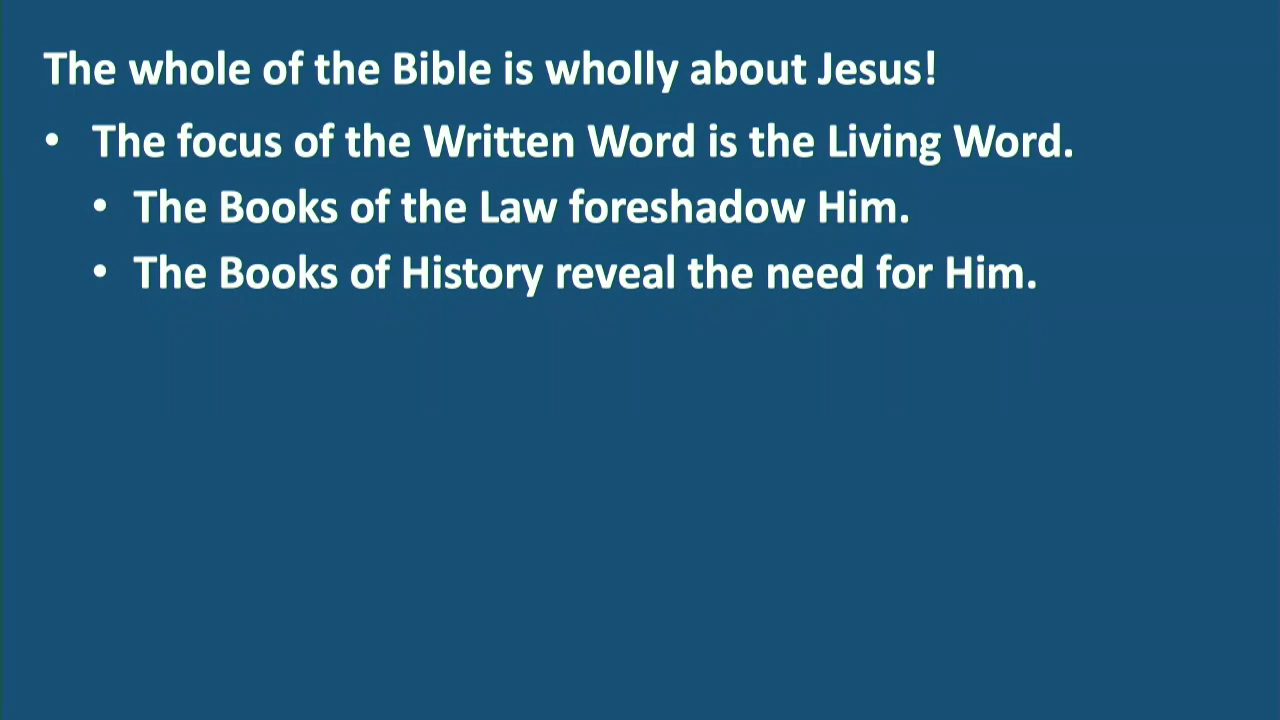 The whole of the Bible is wholly about Jesus!
• The focus of the Written Word is the Living Word.
• The Books of the Law foreshadow Him.
• The Books of History reveal the need for Him.